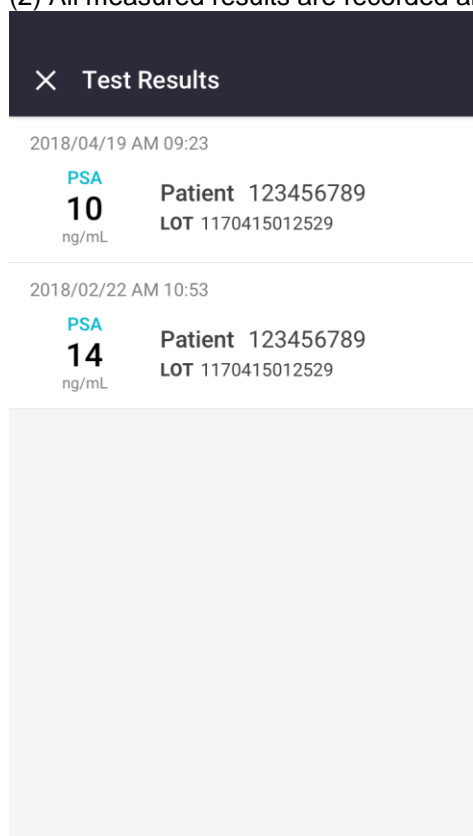 (2) All measured results are recorded a
Test Results
2018/04/19 AM 09:23
PSA
10
ng/mL
Patient 123456789
LOT 1170415012529
2018/02/22 AM 10:53
PSA
14
ng/mL
Patient 123456789
LOT 1170415012529